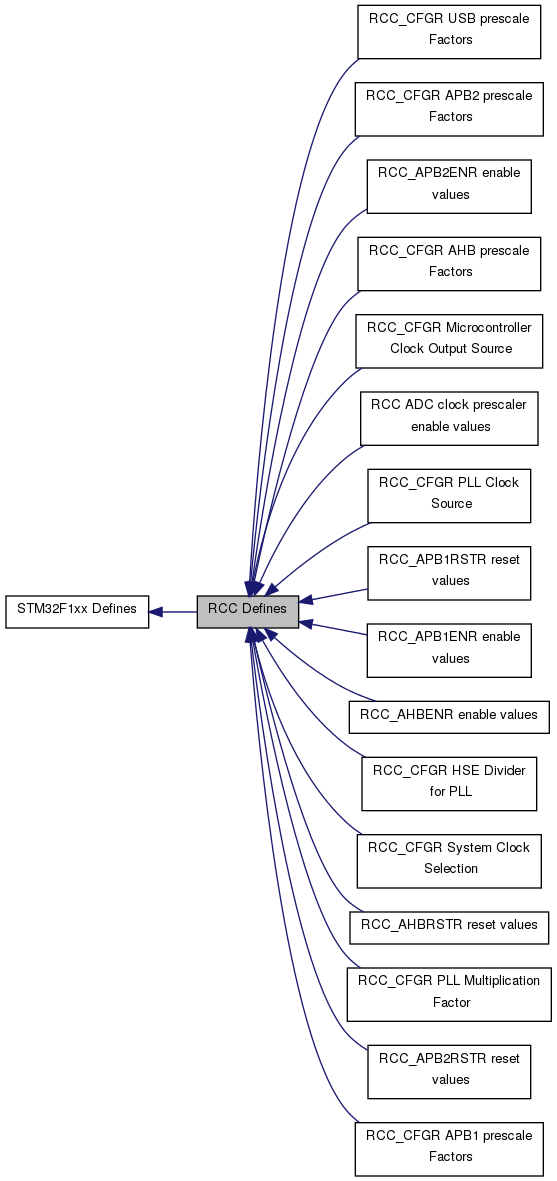 RCC_CFGR USB prescale
Factors
RCC_CFGR APB2 prescale
Factors
RCC_APB2ENR enable
values
RCC_CFGR AHB prescale
Factors
RCC_CFGR Microcontroller
Clock Output Source
RCC ADC clock prescaler
enable values
RCC_CFGR PLL Clock
Source
RCC_APB1RSTR reset
values
STM32F1xx Defines
RCC Defines
RCC_APB1ENR enable
values
RCC_AHBENR enable values
RCC_CFGR HSE Divider
for PLL
RCC_CFGR System Clock
Selection
RCC_AHBRSTR reset values
RCC_CFGR PLL Multiplication
Factor
RCC_APB2RSTR reset
values
RCC_CFGR APB1 prescale
Factors